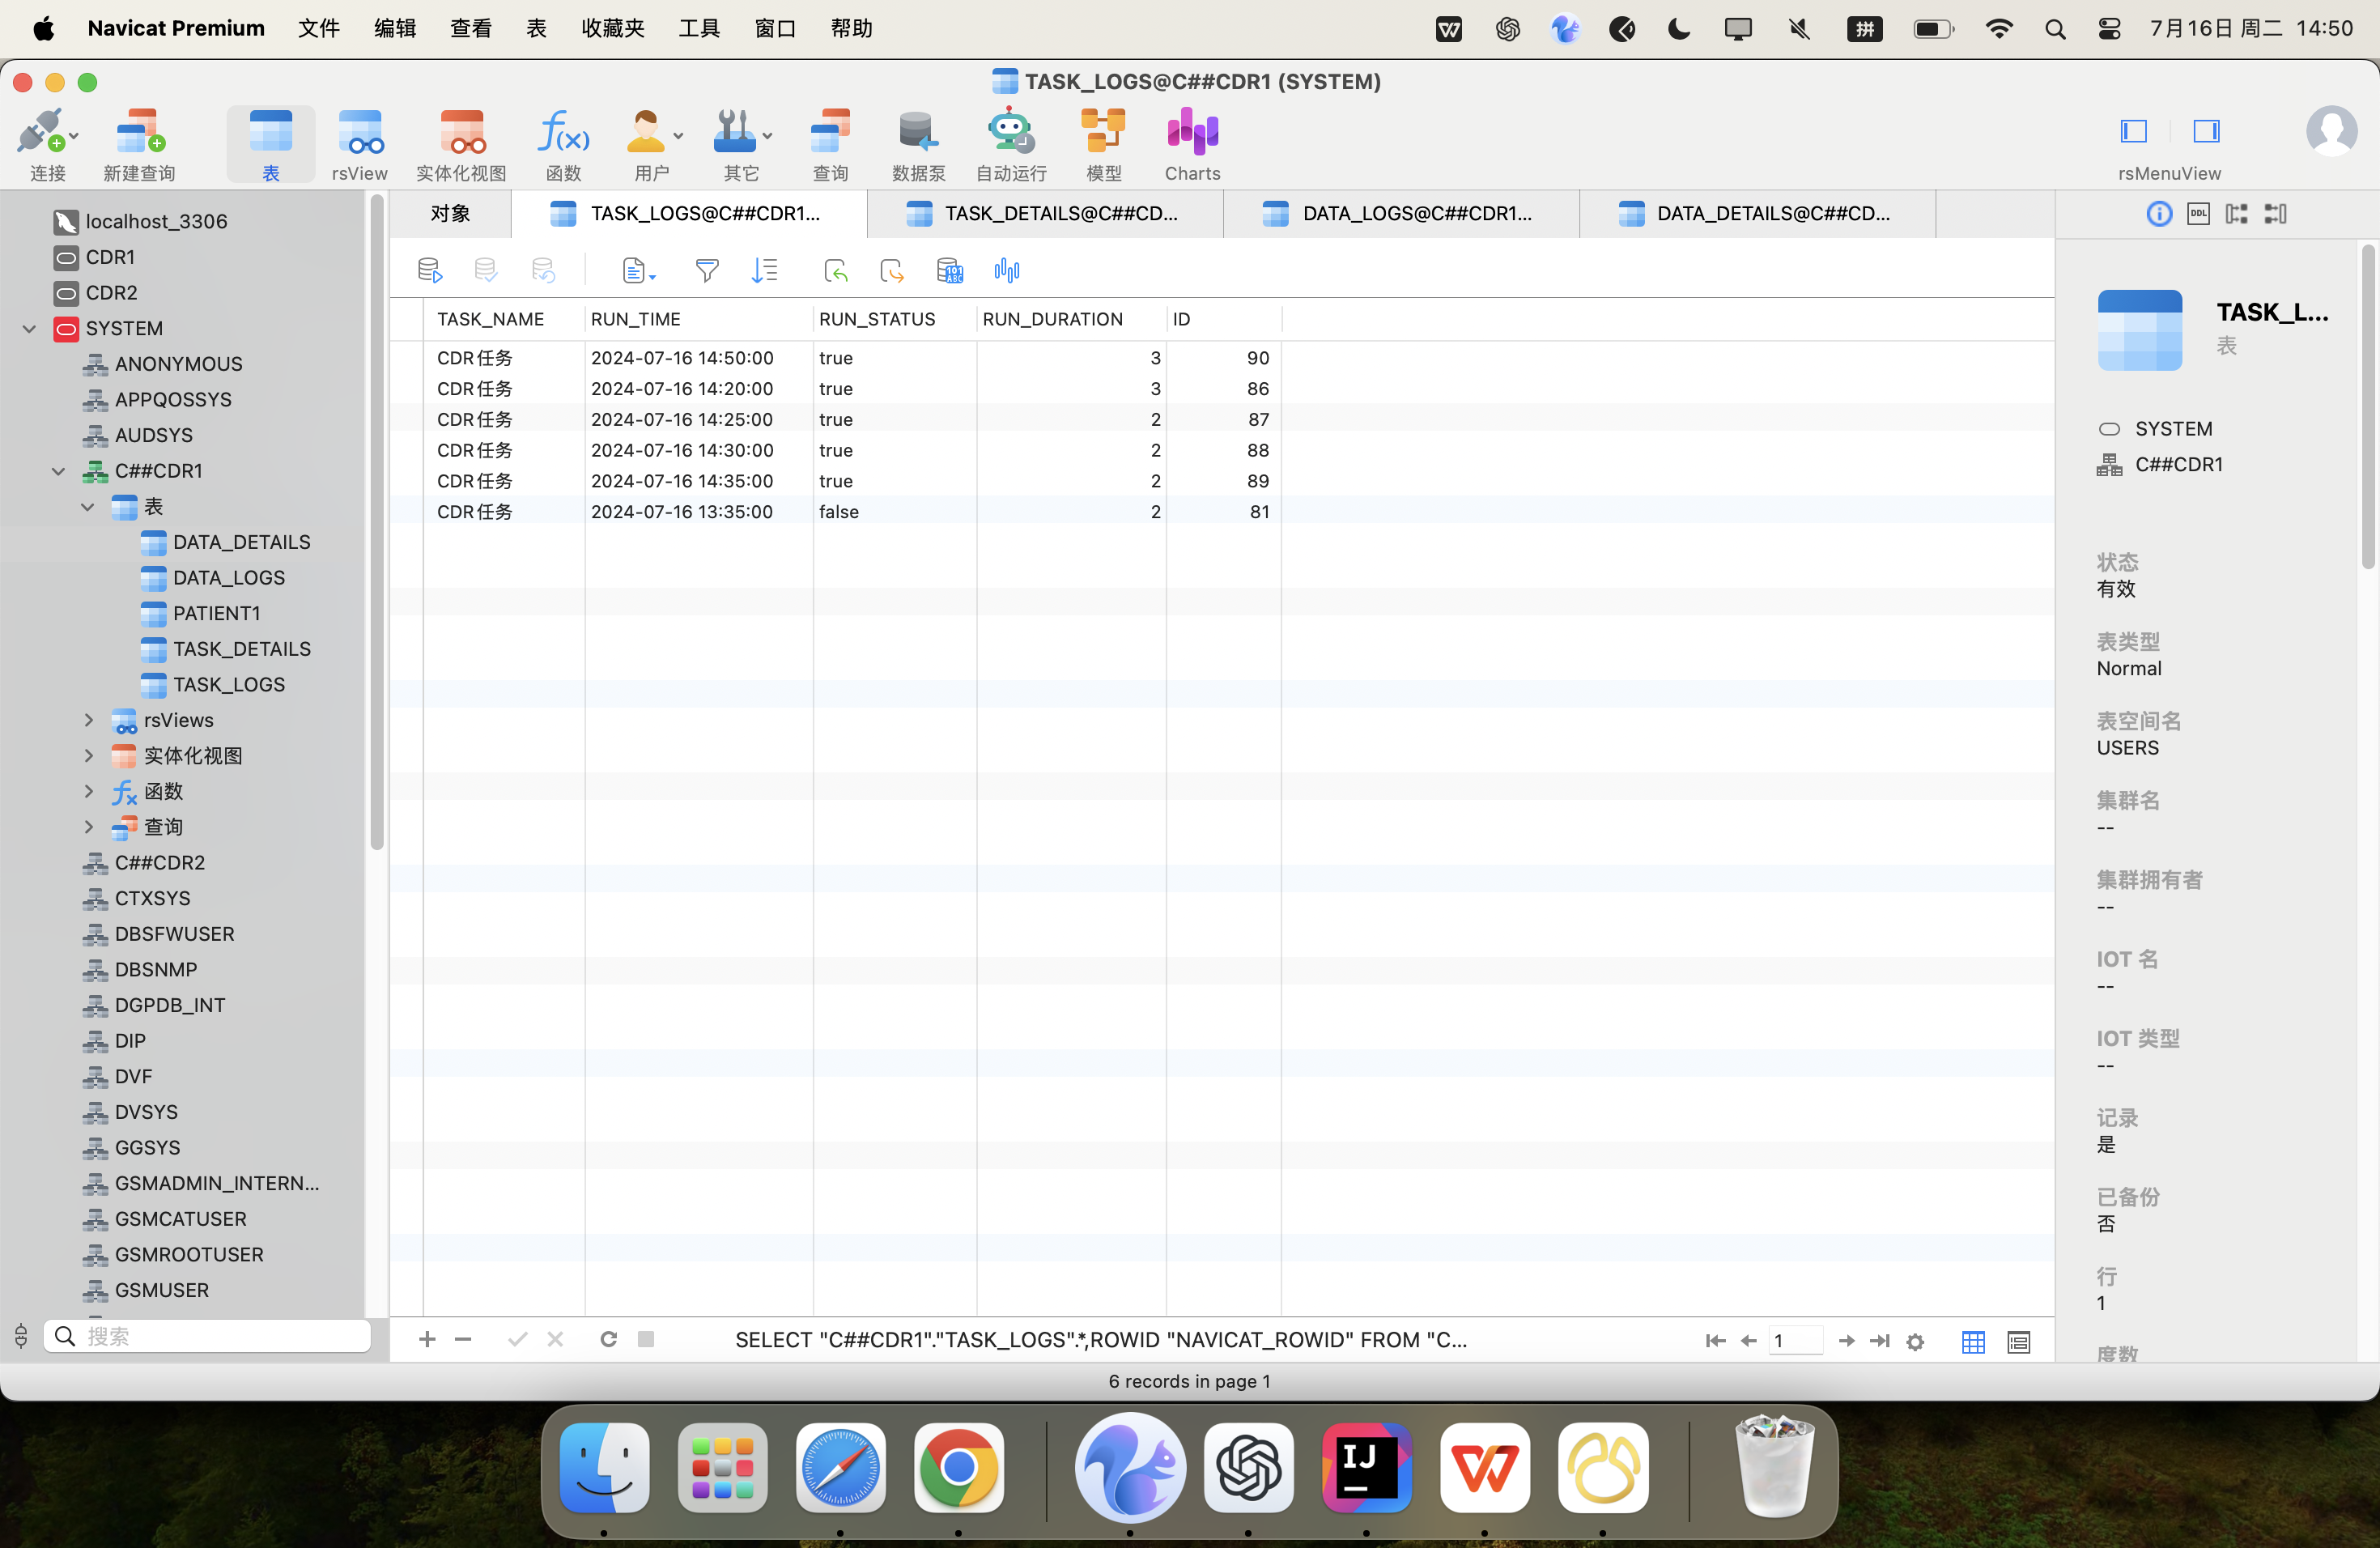 Navicat Premium 文件 编辑 查看 表 收藏夹 工具 窗口 帮助 拼 7月16日 周二 14:50
TASK_LOGS@C##CDR1 (SYSTEM)
连接 新建查询 表 rsView 实体化视图 函数 用户 其它 查询 数据泵 自动运行 模型 Charts rsMenuView
对象 TASK_LOGS@C##CDR1... TASK_DETAILS@C##CD... DATA_LOGS@C##CDR1... DATA_DETAILS@C##CD... DDL
localhost_3306
CDR1
CDR2
SYSTEM
ANONYMOUS
APPQOSSYS
AUDSYS
C##CDR1
表
DATA_DETAILS
DATA_LOGS
PATIENT1
TASK_DETAILS
TASK_LOGS
rsViews
实体化视图
函数
查询
C##CDR2
CTXSYS
DBSFWUSER
DBSNMP
DGPDB_INT
DIP
DVF
DVSYS
GGSYS
GSMADMIN_INTERN...
GSMCATUSER
GSMROOTUSER
GSMUSER
搜索
TASK_NAME RUN_TIME RUN_STATUS RUN_DURATION ID
CDR任务 2024-07-16 14:50:00 true 3 90
CDR任务 2024-07-16 14:20:00 true 3 86
CDR任务 2024-07-16 14:25:00 true 2 87
CDR任务 2024-07-16 14:30:00 true 2 88
CDR任务 2024-07-16 14:35:00 true 2 89
CDR任务 2024-07-16 13:35:00 false 2 81
SELECT "C##CDR1"."TASK_LOGS".*,ROWID "NAVICAT_ROWID" FROM "C... 1
TASK_L...
表
SYSTEM
C##CDR1
状态
有效
表类型
Normal
表空间名
USERS
集群名
--
集群拥有者
--
IOT 名
--
IOT 类型
--
记录
是
已备份
否
行
1
度数
6 records in page 1
IJ